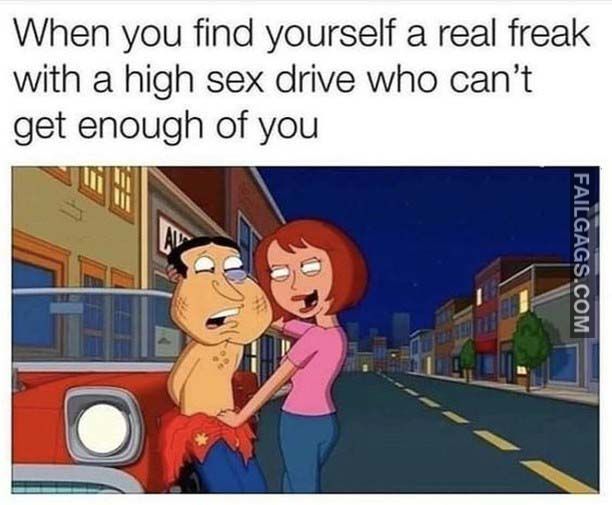 When you find yourself a real freak
with a high sex drive who can't
get enough of you
FAILGAGS.COM